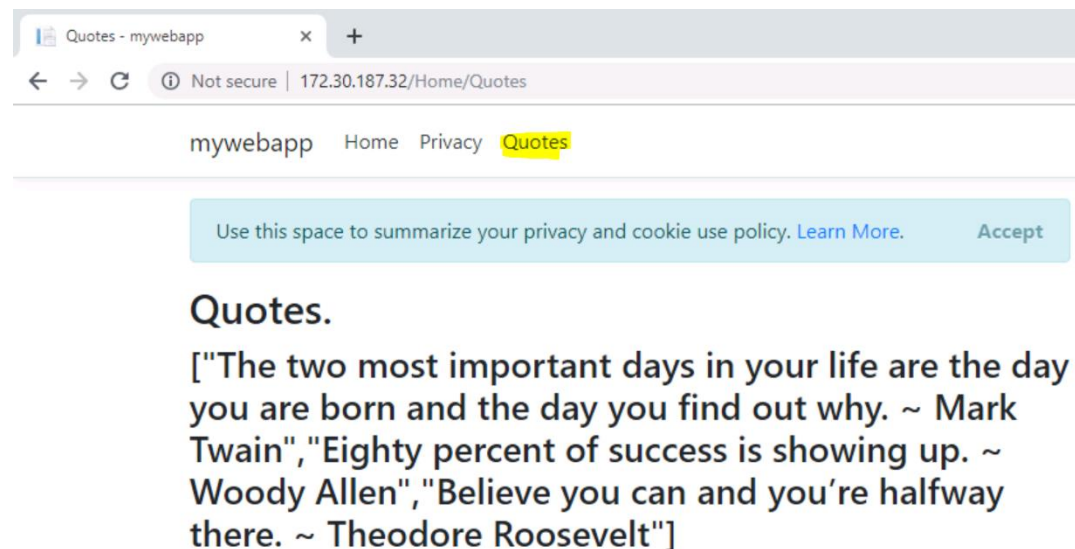 Quotes - mywebapp
Not secure | 172.30.187.32/Home/Quotes
mywebapp Home Privacy Quotes
Use this space to summarize your privacy and cookie use policy. Learn More. Accept
Quotes.
["The two most important days in your life are the day
you are born and the day you find out why. ~ Mark
Twain","Eighty percent of success is showing up. ~
Woody Allen","Believe you can and you’re halfway
there. ~ Theodore Roosevelt"]